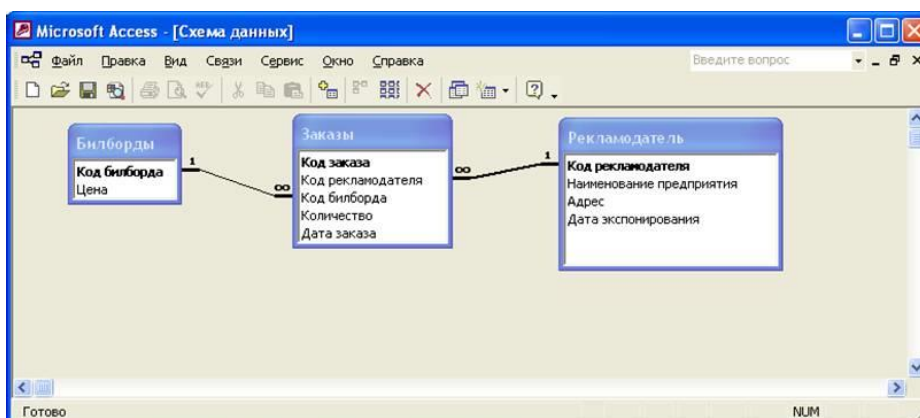 Microsoft Access - [Схема данных]
Файл Правка Вид Связи Сервис Окно Справка Введите вопрос
Билборды
Код билборда
Цена
1
∞
Заказы
Код заказа
Код рекламодателя
Код билборда
Количество
Дата заказа
∞
1
Рекламодатель
Код рекламодателя
Наименование предприятия
Адрес
Дата экспонирования
Готово NUM